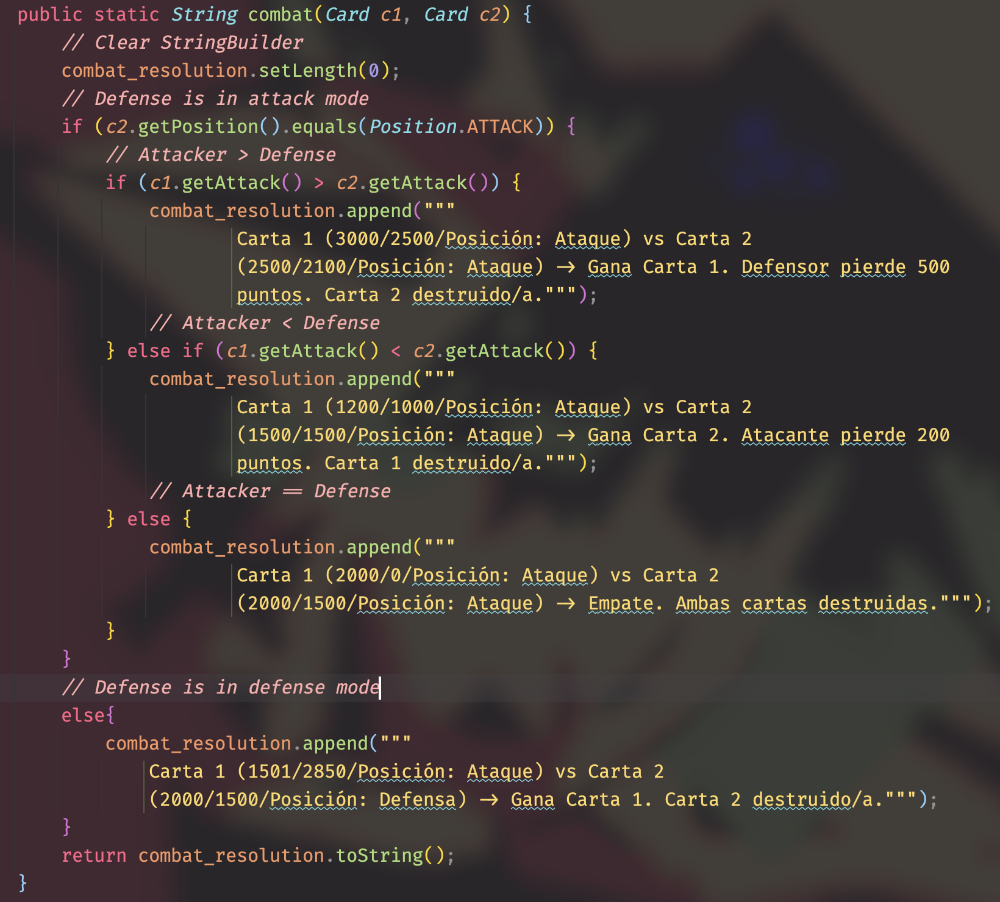 public static String combat(Card c1, Card c2) {
// Clear StringBuilder
combat_resolution.setLength(0);
// Defense is in attack mode
if (c2.getPosition().equals(Position.ATTACK)) {
// Attacker > Defense
if (c1.getAttack() > c2.getAttack()) {
combat_resolution.append("""
Carta 1 (3000/2500/Posición: Ataque) vs Carta 2
(2500/2100/Posición: Ataque) → Gana Carta 1. Defensor pierde 500
puntos. Carta 2 destruido/a.""");
// Attacker < Defense
} else if (c1.getAttack() < c2.getAttack()) {
combat_resolution.append("""
Carta 1 (1200/1000/Posición: Ataque) vs Carta 2
(1500/1500/Posición: Ataque) → Gana Carta 2. Atacante pierde 200
puntos. Carta 1 destruido/a.""");
// Attacker == Defense
} else {
combat_resolution.append("""
Carta 1 (2000/0/Posición: Ataque) vs Carta 2
(2000/1500/Posición: Ataque) → Empate. Ambas cartas destruidas.""");
}
}
// Defense is in defense mode
else{
combat_resolution.append("""
Carta 1 (1501/2850/Posición: Ataque) vs Carta 2
(2000/1500/Posición: Defensa) → Gana Carta 1. Carta 2 destruido/a.""");
}
return combat_resolution.toString();
}